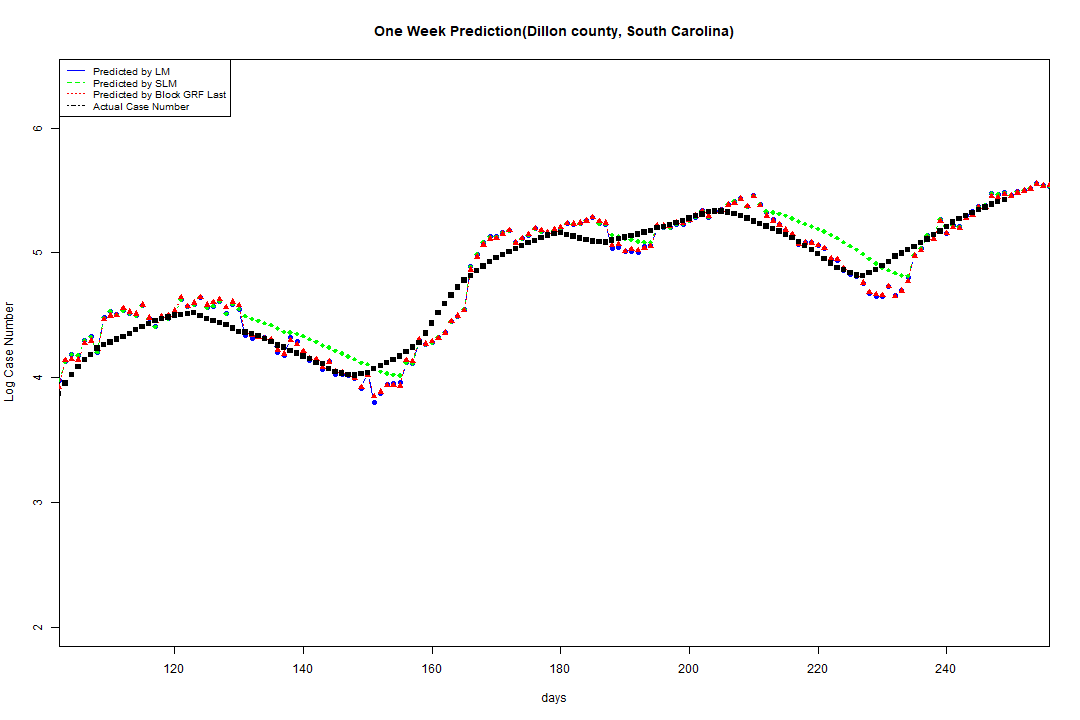 One Week Prediction(Dillon county, South Carolina)
Predicted by LM
Predicted by SLM
Predicted by Block GRF Last
Actual Case Number
6
5
4
3
2
Log Case Number
120 140 160 180 200 220 240
days